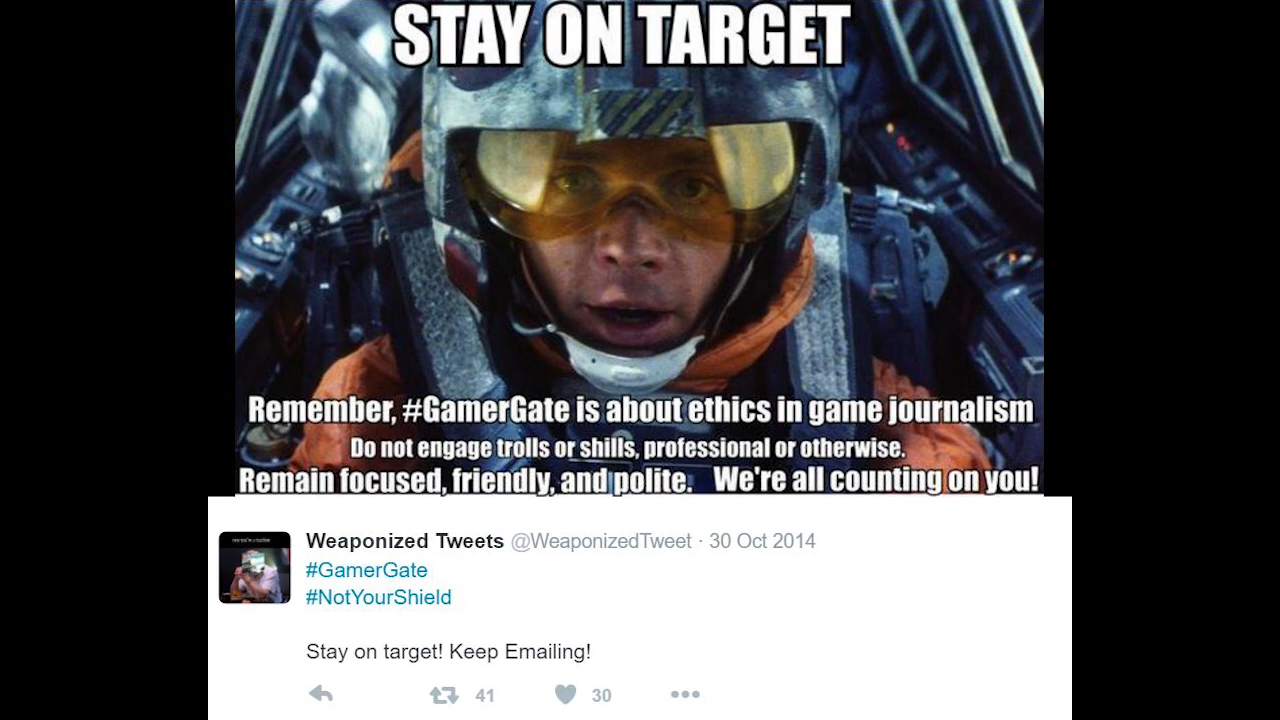 STAY ON TARGET
Remember, #GamerGate is about ethics in game journalism
Do not engage trolls or shills, professional or otherwise.
Remain focused, friendly, and polite. We're all counting on you!
Weaponized Tweets @WeaponizedTweet · 30 Oct 2014
#GamerGate
#NotYourShield
Stay on target! Keep Emailing!
41 30